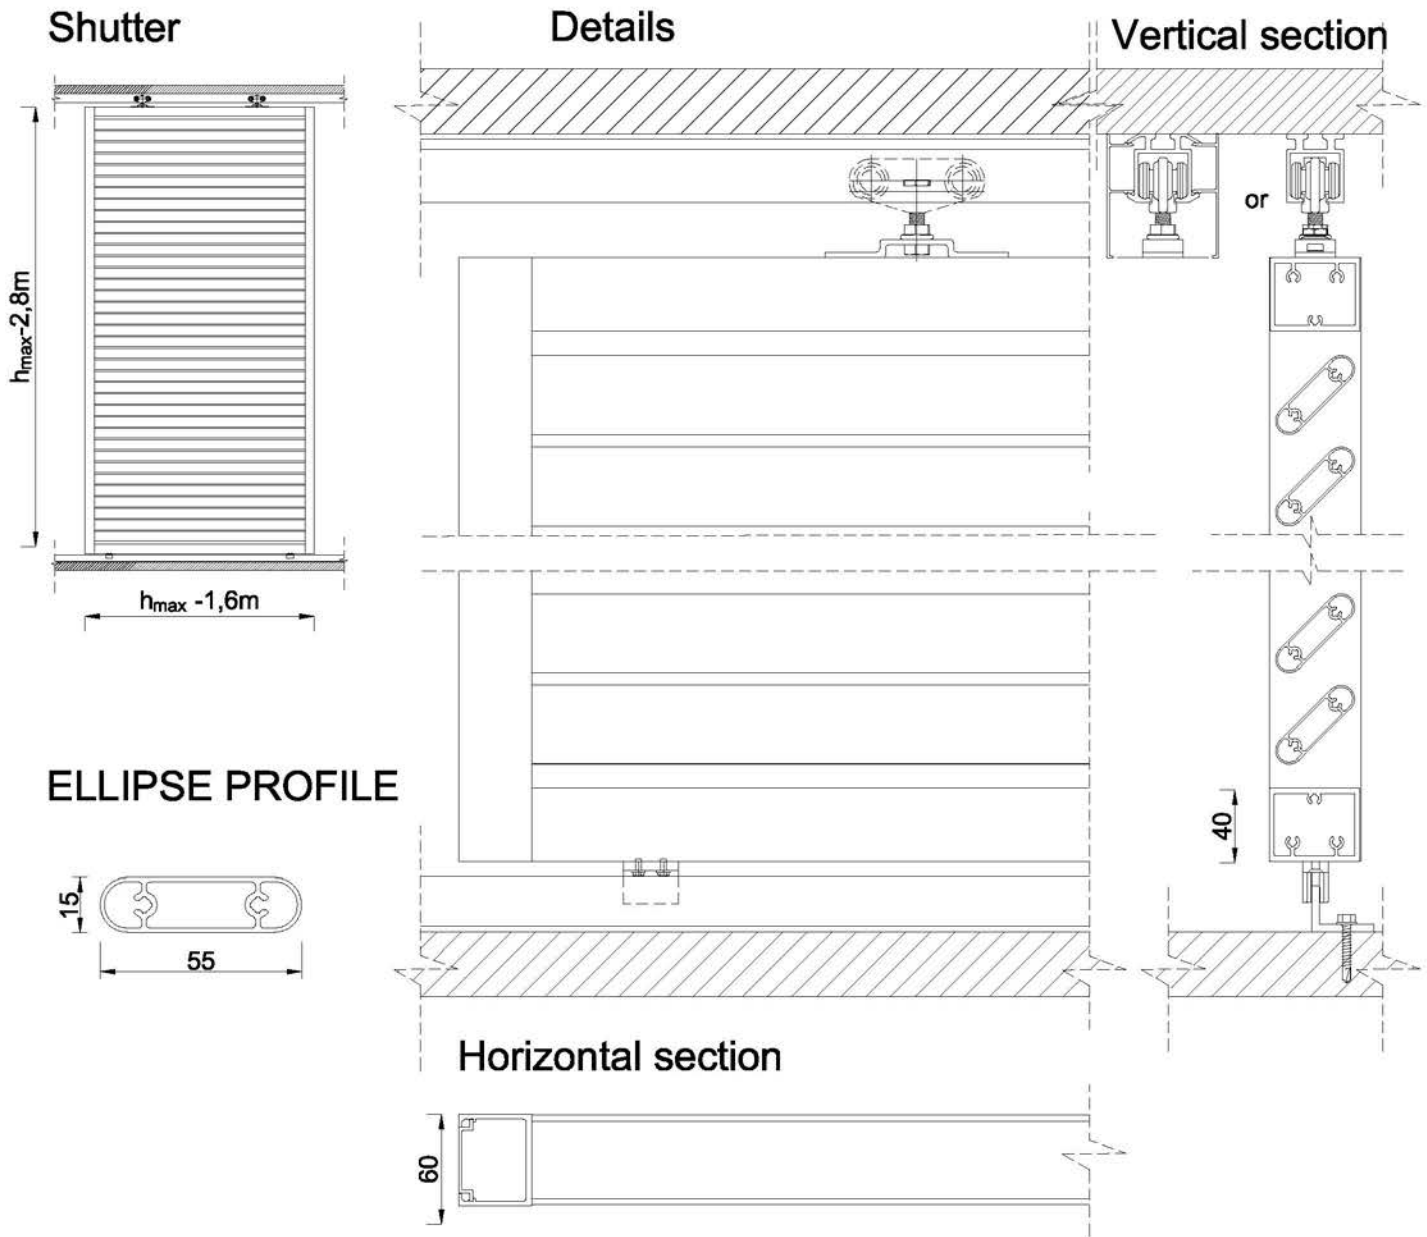 Shutter
Details
Vertical section
or
hmax-2,8m
hmax -1,6m
ELLIPSE PROFILE
15
55
40
Horizontal section
60